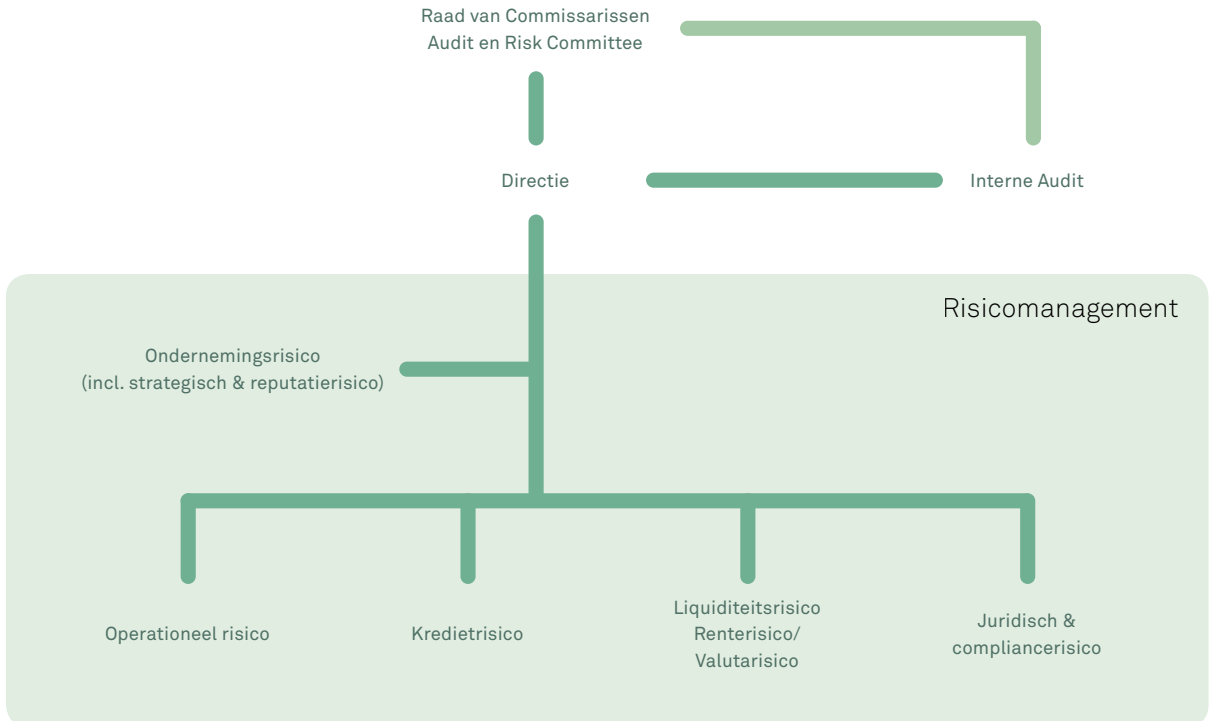 Raad van Commissarissen
Audit en Risk Committee
Directie
Interne Audit
Risicomanagement
Ondernemingsrisico
(incl. strategisch & reputatierisico)
Operationeel risico
Kredietrisico
Liquiditeitsrisico
Renterisico/
Valutarisico
Juridisch &
compliancerisico